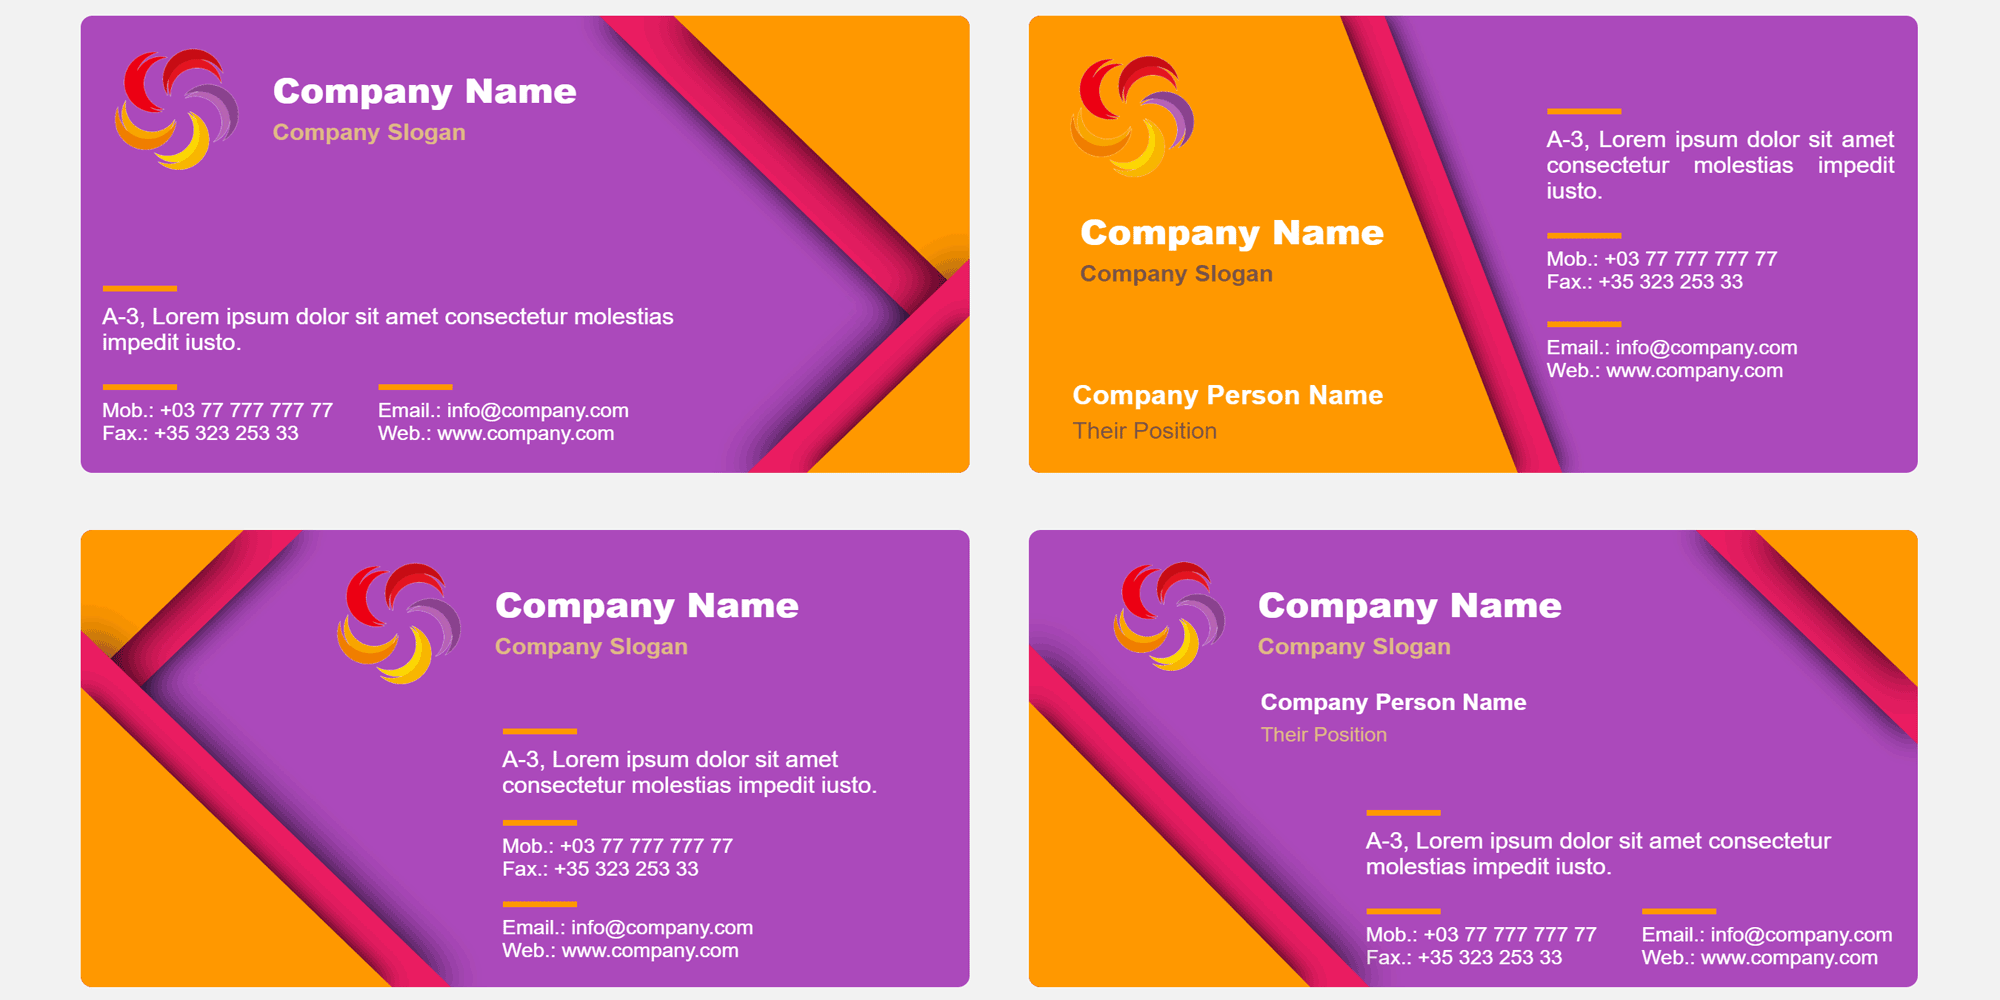 Company Name
Company Slogan
A-3, Lorem ipsum dolor sit amet consectetur molestias
impedit iusto.
Mob.: +03 77 777 777 77
Fax.: +35 323 253 33
Email.: info@company.com
Web.: www.company.com
Company Name
Company Slogan
Company Person Name
Their Position
A-3, Lorem ipsum dolor sit amet
consectetur molestias impedit
iusto.
Mob.: +03 77 777 777 77
Fax.: +35 323 253 33
Email.: info@company.com
Web.: www.company.com
Company Name
Company Slogan
A-3, Lorem ipsum dolor sit amet
consectetur molestias impedit iusto.
Mob.: +03 77 777 777 77
Fax.: +35 323 253 33
Email.: info@company.com
Web.: www.company.com
Company Name
Company Slogan
Company Person Name
Their Position
A-3, Lorem ipsum dolor sit amet consectetur
molestias impedit iusto.
Mob.: +03 77 777 777 77
Fax.: +35 323 253 33
Email.: info@company.com
Web.: www.company.com